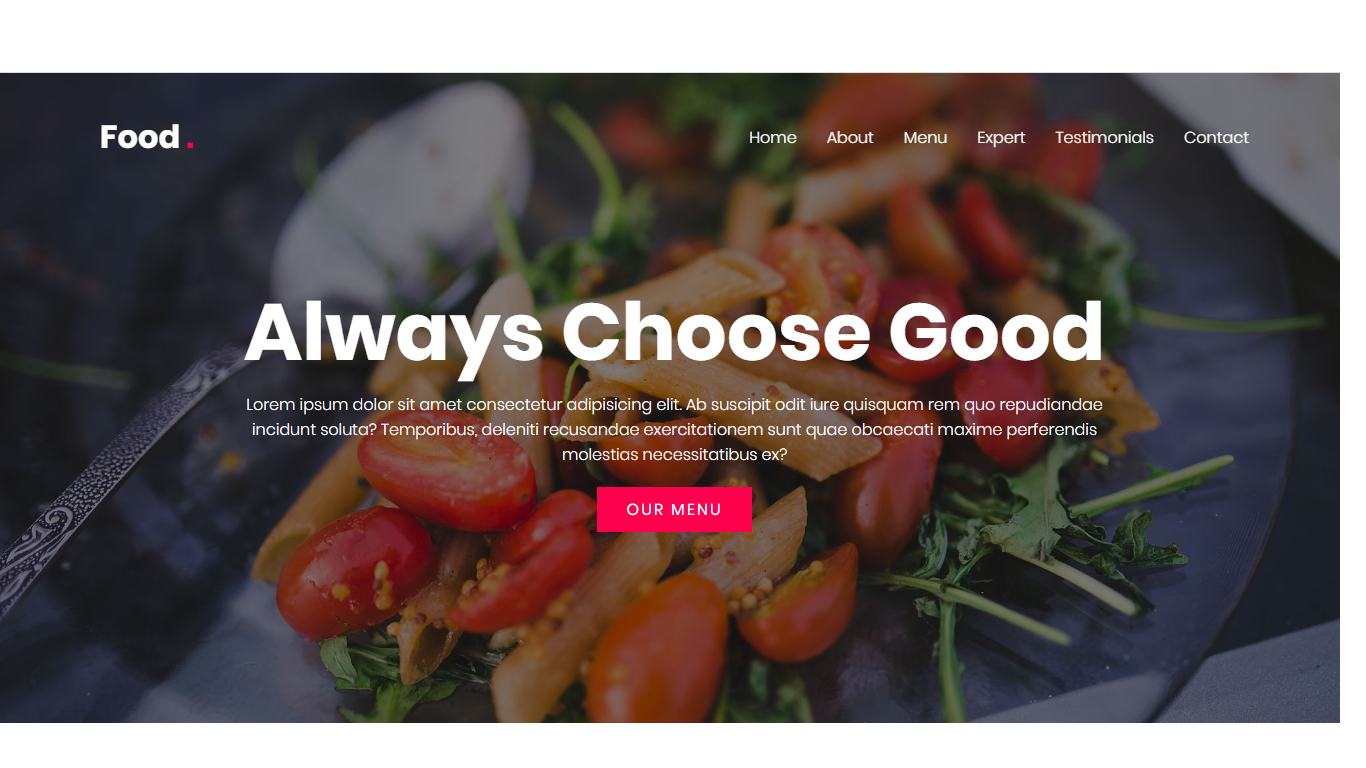 Food .
Home About Menu Expert Testimonials Contact
Always Choose Good
Lorem ipsum dolor sit amet consectetur adipisicing elit. Ab suscipit odit iure quisquam rem quo repudiandae
incidunt soluta? Temporibus, deleniti recusandae exercitationem sunt quae obcaecati maxime perferendis
molestias necessitatibus ex?
OUR MENU